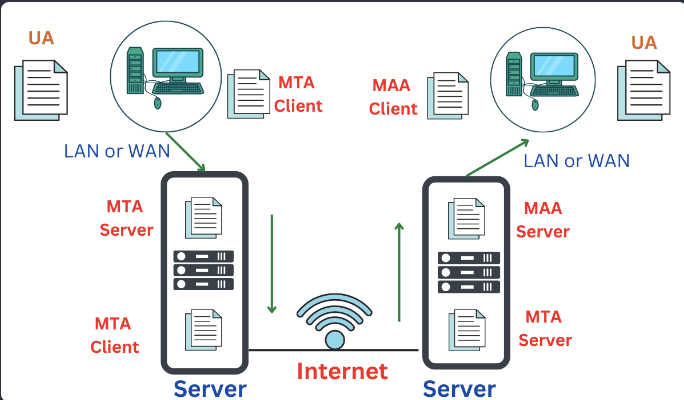 UA
MTA
Client
LAN or WAN
MTA
Server
MTA
Client
Server
Internet
MAA
Client
UA
LAN or WAN
MAA
Server
MTA
Server
Server